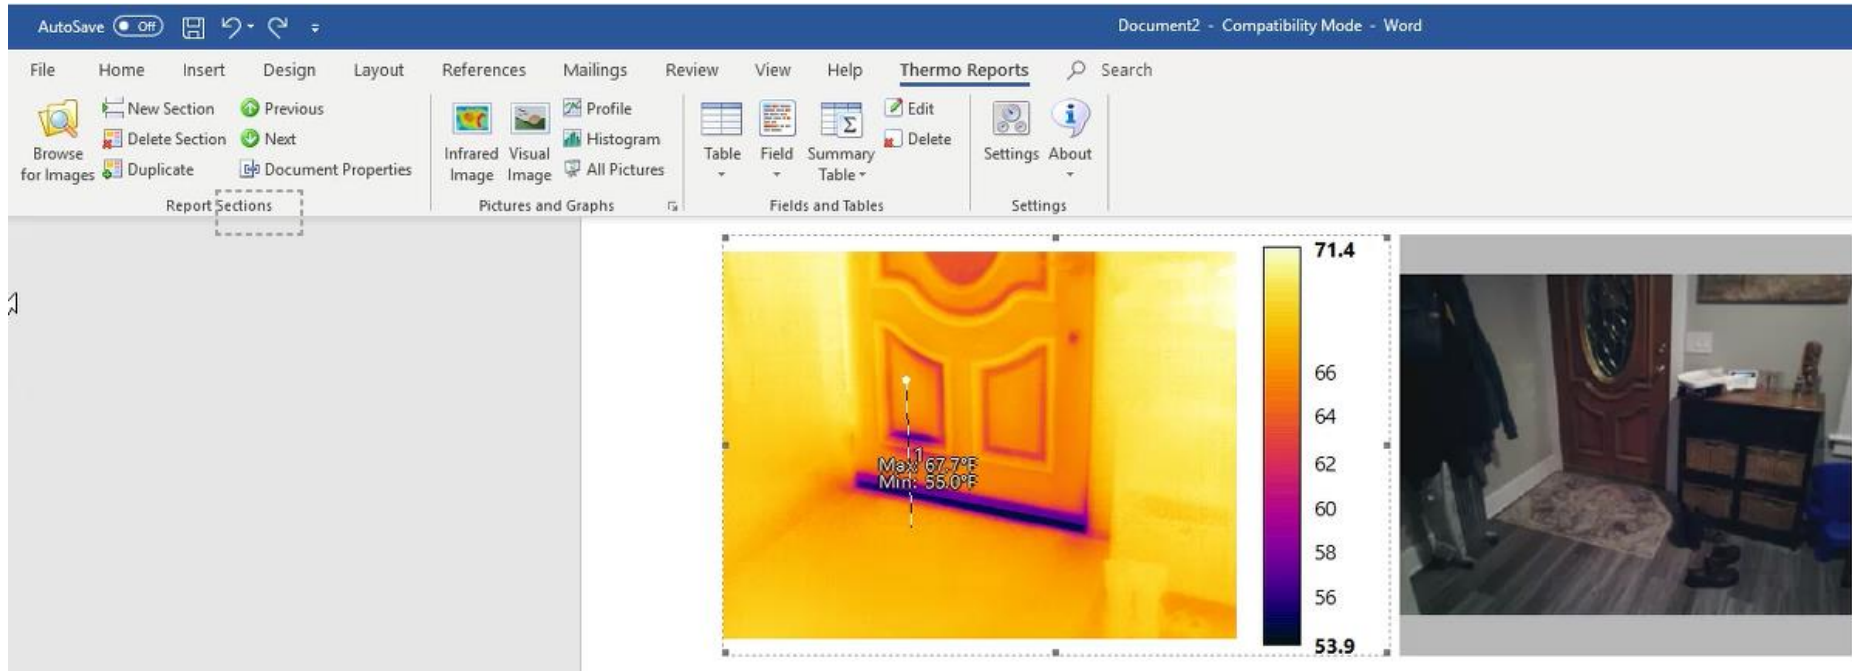 AutoSave Off
Document2 - Compatibility Mode - Word
File Home Insert Design Layout References Mailings Review View Help Thermo Reports Search
Browse for Images
New Section
Delete Section
Duplicate
Previous
Next
Document Properties
Report Sections
Infrared Image
Visual Image
Profile
Histogram
All Pictures
Pictures and Graphs
Table
Field
Summary Table
Edit
Delete
Fields and Tables
Settings
About
Settings
71.4
66
64
62
60
58
56
53.9
1
Max: 67.7°F
Min: 55.0°F